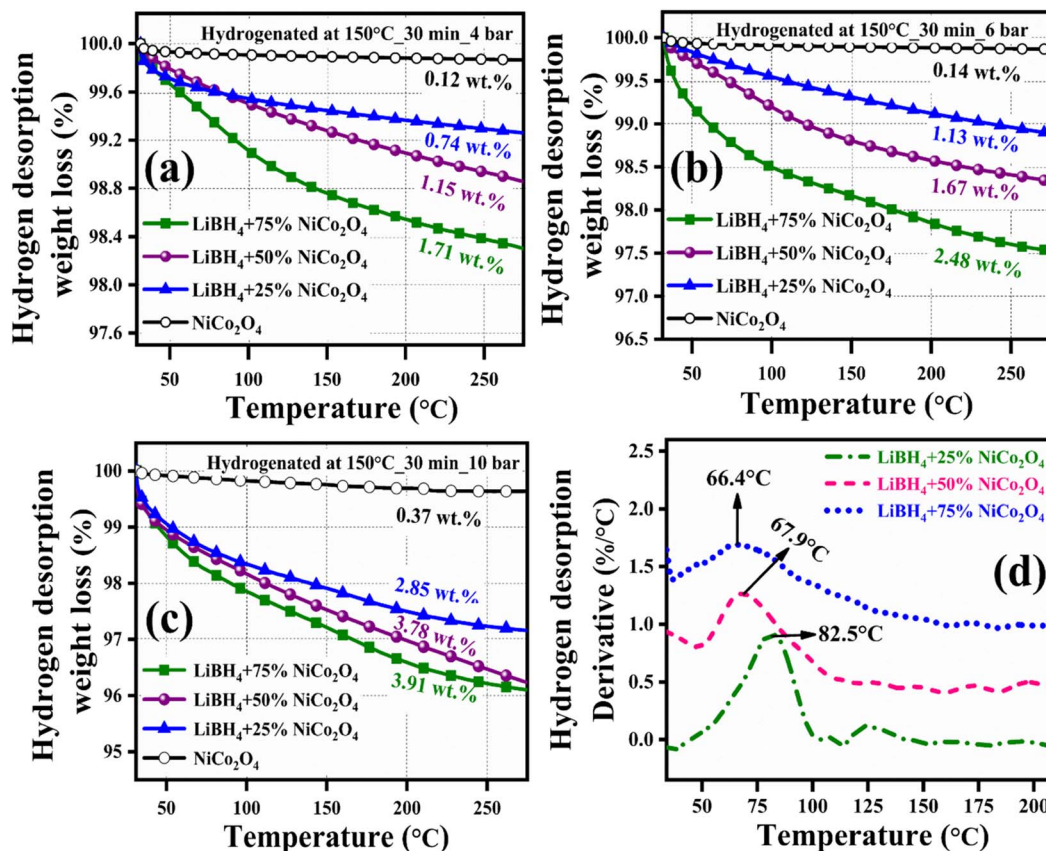 (a)
Hydrogenated at 150°C_30 min_4 bar
0.12 wt.%
0.74 wt.%
1.15 wt.%
1.71 wt.%
LiBH₄+75% NiCo₂O₄
LiBH₄+50% NiCo₂O₄
LiBH₄+25% NiCo₂O₄
NiCo₂O₄
Hydrogen desorption
weight loss (%)
100.0
99.6
99.2
98.8
98.4
98.0
97.6
50
100
150
200
250
Temperature (°C)
(b)
Hydrogenated at 150°C_30 min_6 bar
0.14 wt.%
1.13 wt.%
1.67 wt.%
2.48 wt.%
LiBH₄+75% NiCo₂O₄
LiBH₄+50% NiCo₂O₄
LiBH₄+25% NiCo₂O₄
NiCo₂O₄
Hydrogen desorption
weight loss (%)
100.0
99.5
99.0
98.5
98.0
97.5
97.0
96.5
50
100
150
200
250
Temperature (°C)
(c)
Hydrogenated at 150°C_30 min_10 bar
0.37 wt.%
2.85 wt.%
3.78 wt.%
3.91 wt.%
LiBH₄+75% NiCo₂O₄
LiBH₄+50% NiCo₂O₄
LiBH₄+25% NiCo₂O₄
NiCo₂O₄
Hydrogen desorption
weight loss (%)
100
99
98
97
96
95
50
100
150
200
250
Temperature (°C)
(d)
LiBH₄+25% NiCo₂O₄
LiBH₄+50% NiCo₂O₄
LiBH₄+75% NiCo₂O₄
66.4°C
67.9°C
82.5°C
Hydrogen desorption
Derivative (%/°C)
2.5
2.0
1.5
1.0
0.5
0.0
50
75
100
125
150
175
200
Temperature (°C)